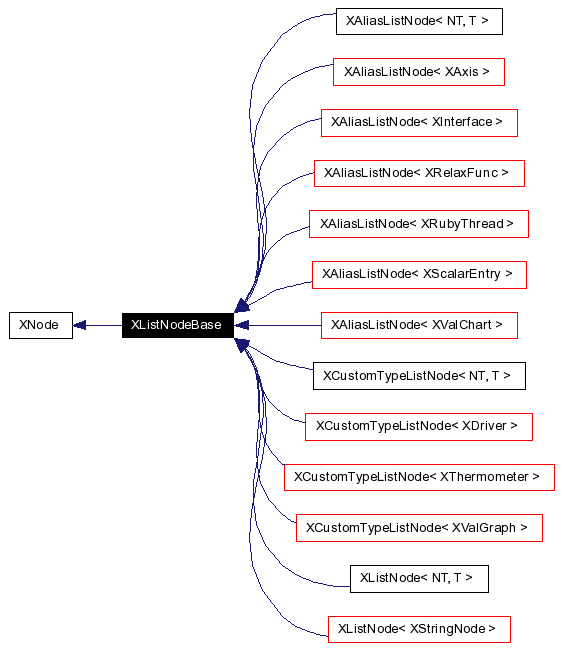 XAliasListNode< NT, T >
XAliasListNode< XAxis >
XAliasListNode< XInterface >
XAliasListNode< XRelaxFunc >
XAliasListNode< XRubyThread >
XAliasListNode< XScalarEntry >
XNode
XListNodeBase
XAliasListNode< XValChart >
XCustomTypeListNode< NT, T >
XCustomTypeListNode< XDriver >
XCustomTypeListNode< XThermometer >
XCustomTypeListNode< XValGraph >
XListNode< NT, T >
XListNode< XStringNode >